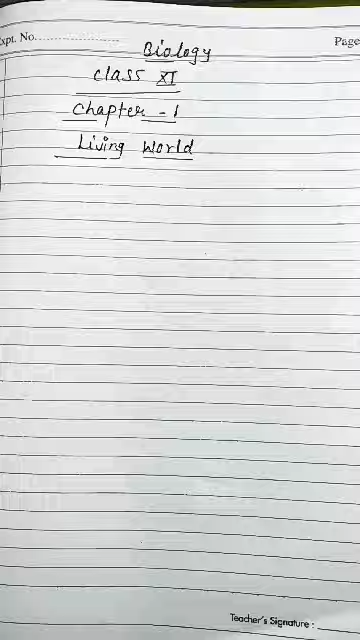 Expt. No.
Page
Biology
Class XI
Chapter - 1
Living World
Teacher's Signature :